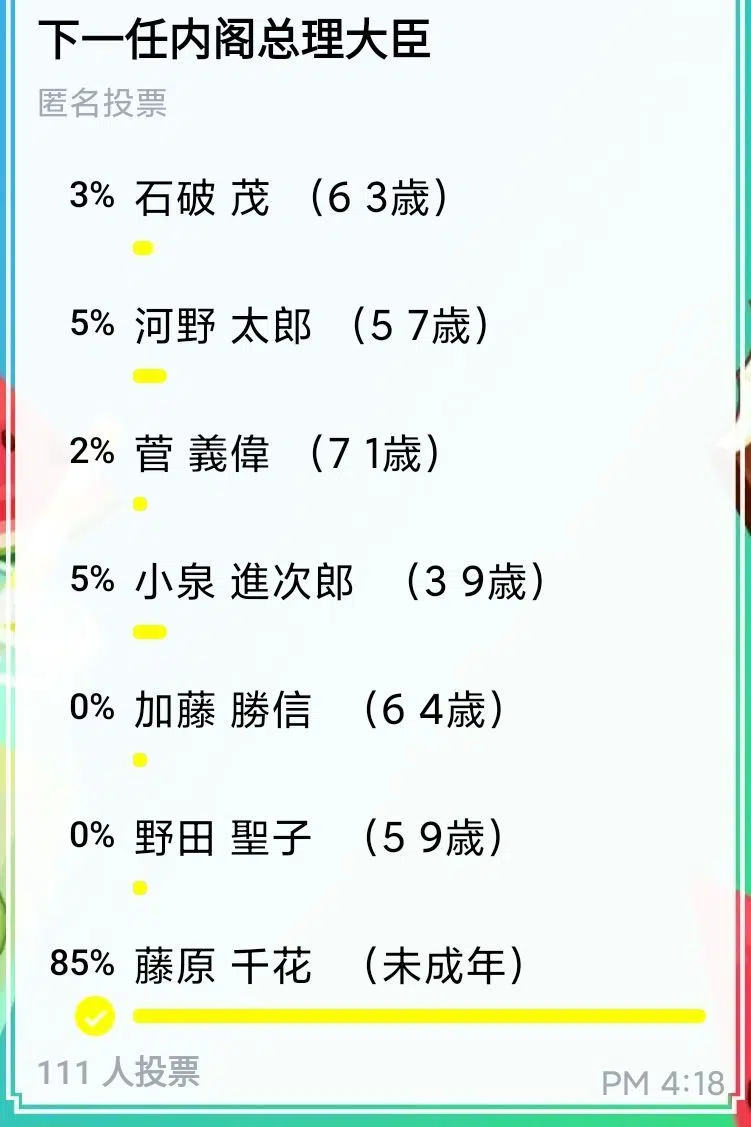 下一任内阁总理大臣
匿名投票
3% 石破 茂 （6 3歳）
5% 河野 太郎 （5 7歳）
2% 菅 義偉 （7 1歳）
5% 小泉 進次郎 （3 9歳）
0% 加藤 勝信 （6 4歳）
0% 野田 聖子 （5 9歳）
85% 藤原 千花 （未成年）
111 人投票 PM 4:18